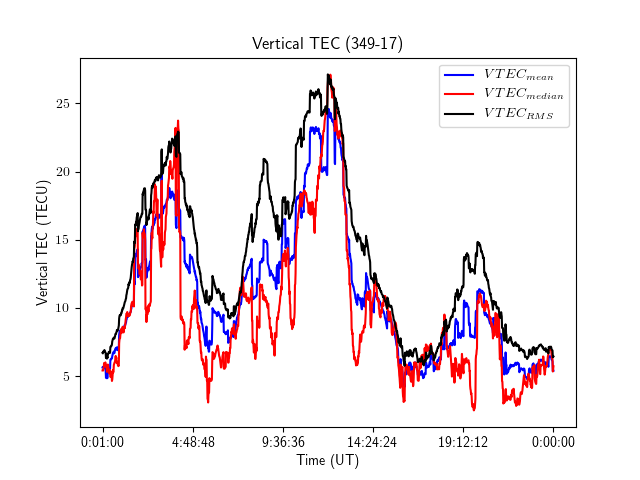 Vertical TEC (349-17)
VTEC_mean
VTEC_median
VTEC_RMS
Vertical TEC (TECU)
25
20
15
10
5
0:01:00 4:48:48 9:36:36 14:24:24 19:12:12 0:00:00
Time (UT)